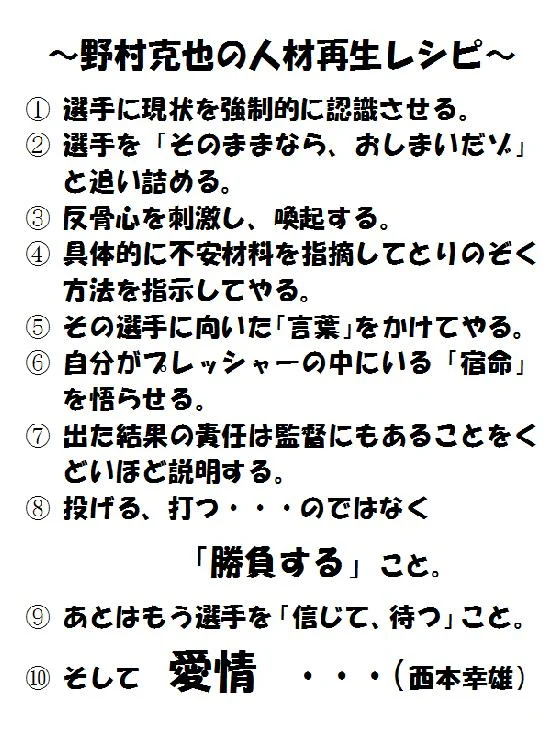 ～野村克也の人材再生レシピ～
① 選手に現状を強制的に認識させる。
② 選手を「そのままなら、おしまいだゾ」
と追い詰める。
③ 反骨心を刺激し、喚起する。
④ 具体的に不安材料を指摘してとりのぞく
方法を指示してやる。
⑤ その選手に向いた「言葉」をかけてやる。
⑥ 自分がプレッシャーの中にいる「宿命」
を悟らせる。
⑦ 出た結果の責任は監督にもあることをく
どいほど説明する。
⑧ 投げる、打つ・・・のではなく
「勝負する」こと。
⑨ あとはもう選手を「信じて、待つ」こと。
⑩ そして 愛情 ・・・(西本幸雄)